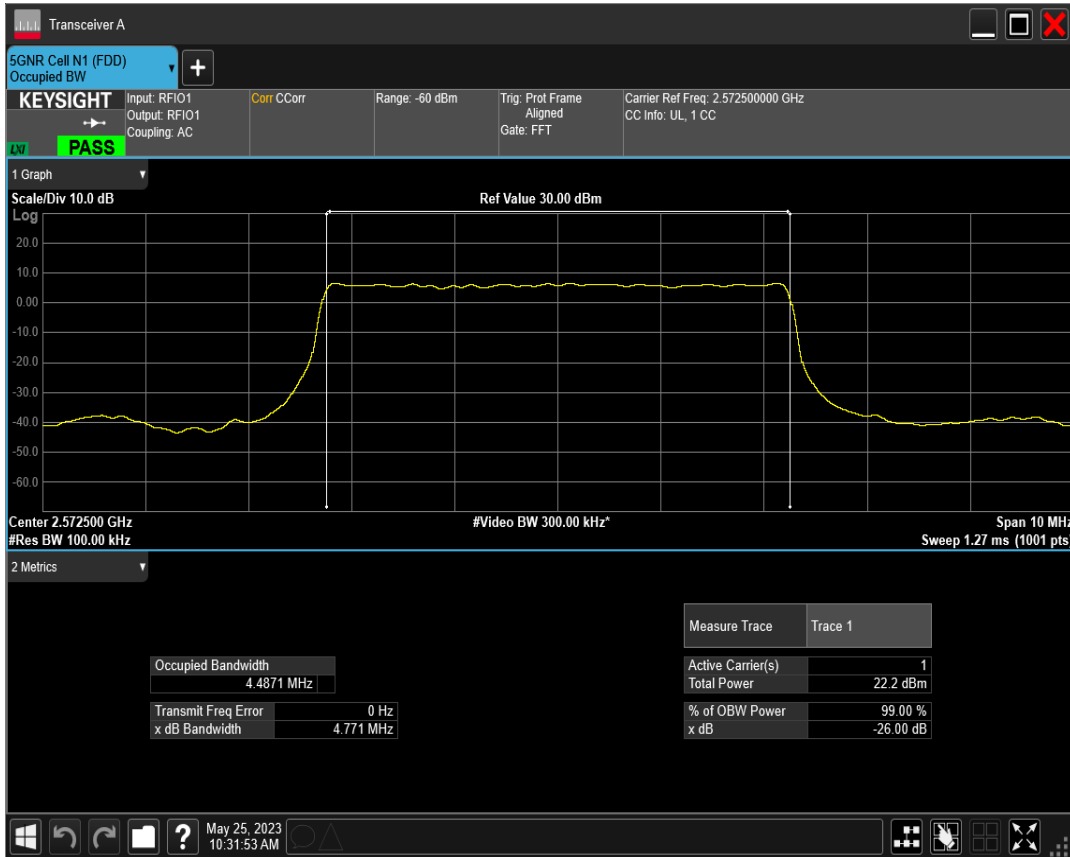 Transceiver A
5GNR Cell N1 (FDD)
Occupied BW
KEYSIGHT
LXI
PASS
Input: RFIO1
Output: RFIO1
Coupling: AC
Corr CCorr
Range: -60 dBm
Trig: Prot Frame
Aligned
Gate: FFT
Carrier Ref Freq: 2.572500000 GHz
CC Info: UL, 1 CC
1 Graph
Scale/Div 10.0 dB
Ref Value 30.00 dBm
Log
20.0
10.0
0.00
-10.0
-20.0
-30.0
-40.0
-50.0
-60.0
Center 2.572500 GHz
#Video BW 300.00 kHz*
Span 10 MHz
#Res BW 100.00 kHz
Sweep 1.27 ms (1001 pts)
2 Metrics
Measure Trace Trace 1
Occupied Bandwidth
4.4871 MHz
Active Carrier(s) 1
Total Power 22.2 dBm
Transmit Freq Error 0 Hz
x dB Bandwidth 4.771 MHz
% of OBW Power 99.00 %
x dB -26.00 dB
?
May 25, 2023
10:31:53 AM